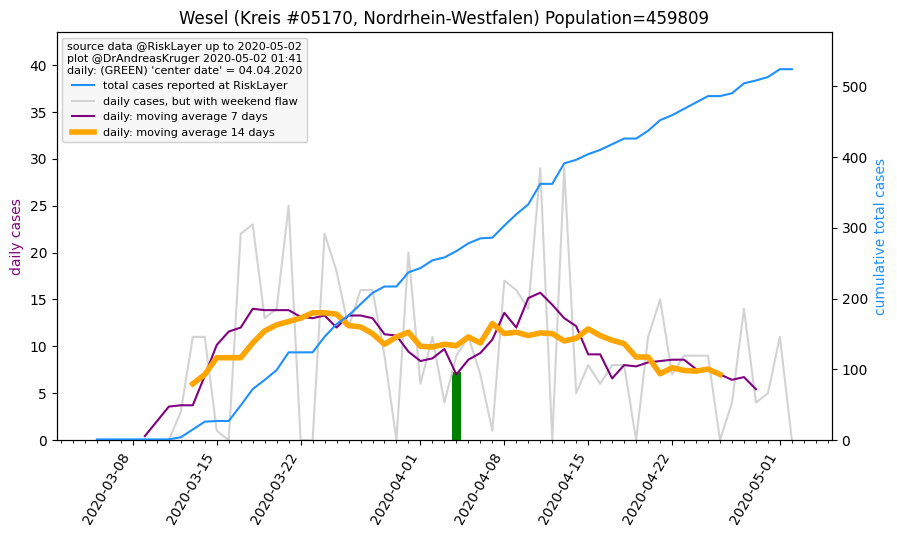 Wesel (Kreis #05170, Nordrhein-Westfalen) Population=459809
source data @RiskLayer up to 2020-05-02
plot @DrAndreasKruger 2020-05-02 01:41
daily: (GREEN) 'center date' = 04.04.2020
total cases reported at RiskLayer
daily cases, but with weekend flaw
daily: moving average 7 days
daily: moving average 14 days
daily cases
40
35
30
25
20
15
10
5
0
cumulative total cases
500
400
300
200
100
0
2020-03-08
2020-03-15
2020-03-22
2020-04-01
2020-04-08
2020-04-15
2020-04-22
2020-05-01